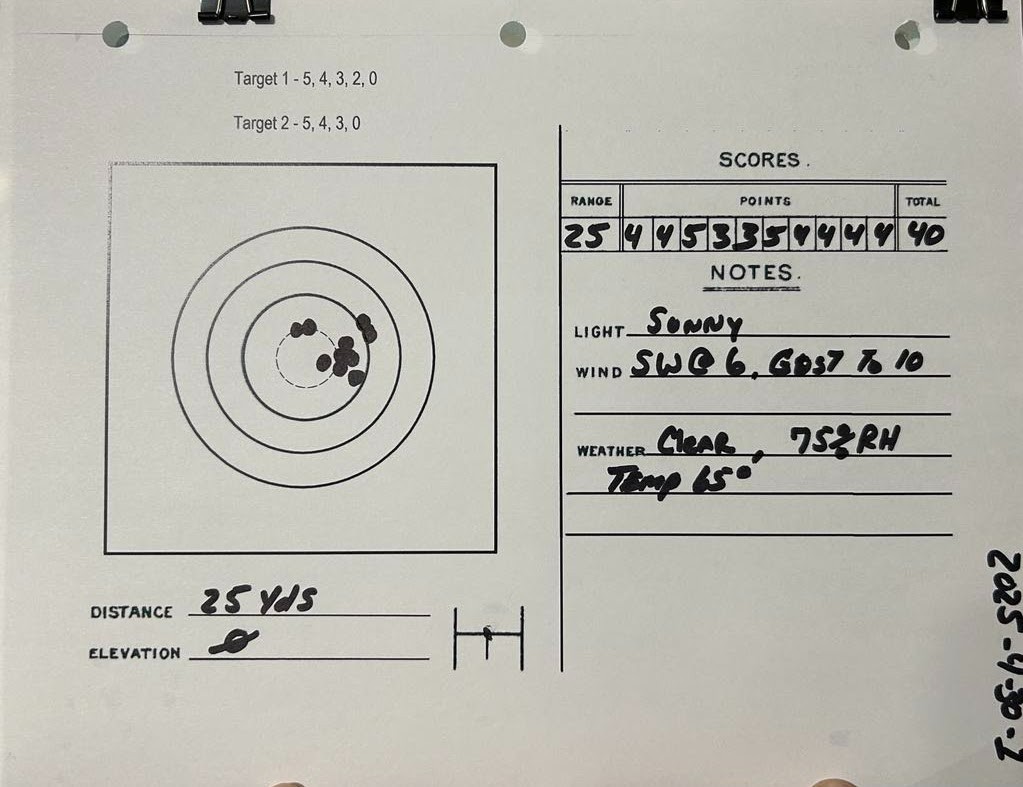 Target 1 - 5, 4, 3, 2, 0
Target 2 - 5, 4, 3, 0
SCORES.
RANGE POINTS TOTAL
25 4 4 5 3 3 5 4 4 4 4 40
NOTES.
LIGHT Sunny
WIND SW@ 6, Gust To 10
WEATHER Clear, 75% RH
Temp 65°
DISTANCE 25 Yds
ELEVATION Ø
2025-4-30-1